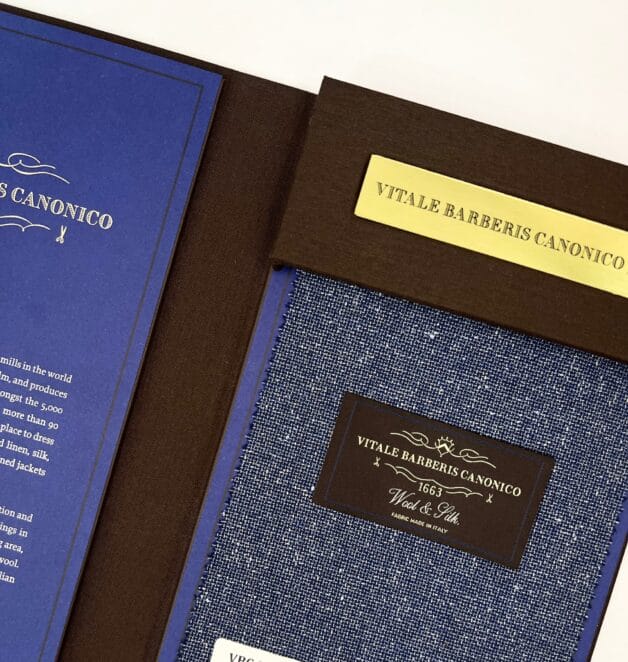 S CANONICO
mills in the world
lm, and produces
ongst the 5,000
more than 90
place to dress
d linen, silk,
ned jackets
tion and
ings in
g area,
wool.
lian
VITALE BARBERIS CANONICO
VITALE BARBERIS CANONICO
1663
Wool & Silk
FABRIC MADE IN ITALY
VBC